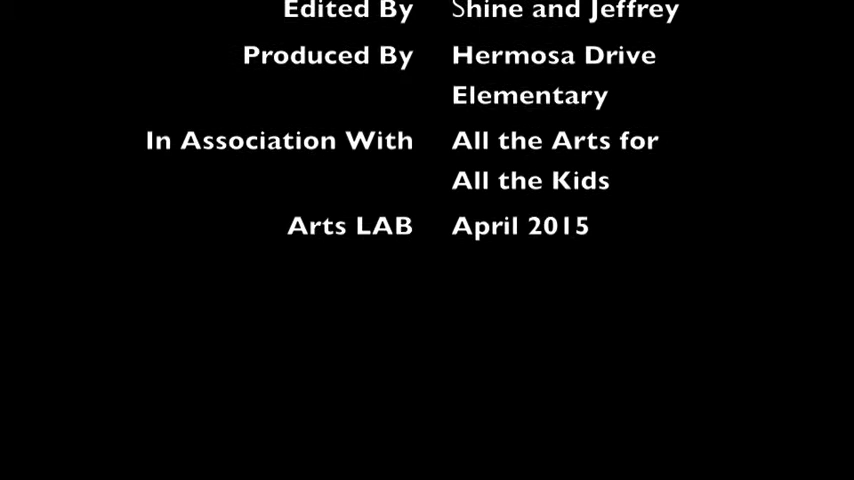 Edited By Shine and Jeffrey
Produced By Hermosa Drive
Elementary
In Association With All the Arts for
All the Kids
Arts LAB April 2015